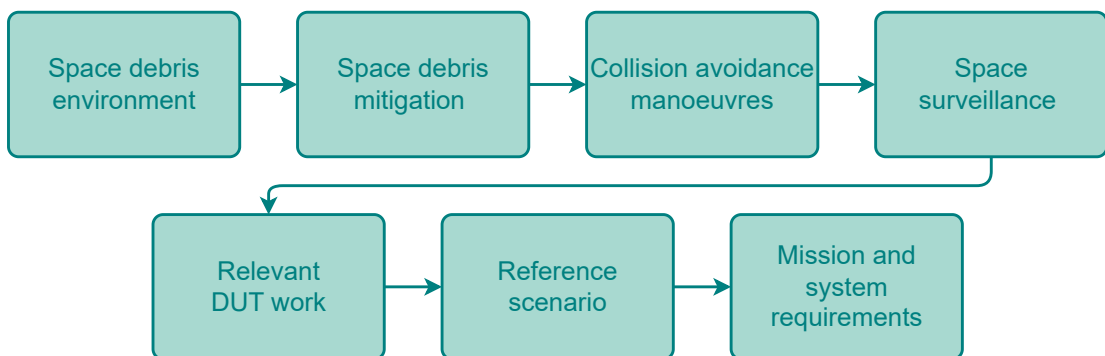 Space debris
environment
Space debris
mitigation
Collision avoidance
manoeuvres
Space
surveillance
Relevant
DUT work
Reference
scenario
Mission and
system
requirements